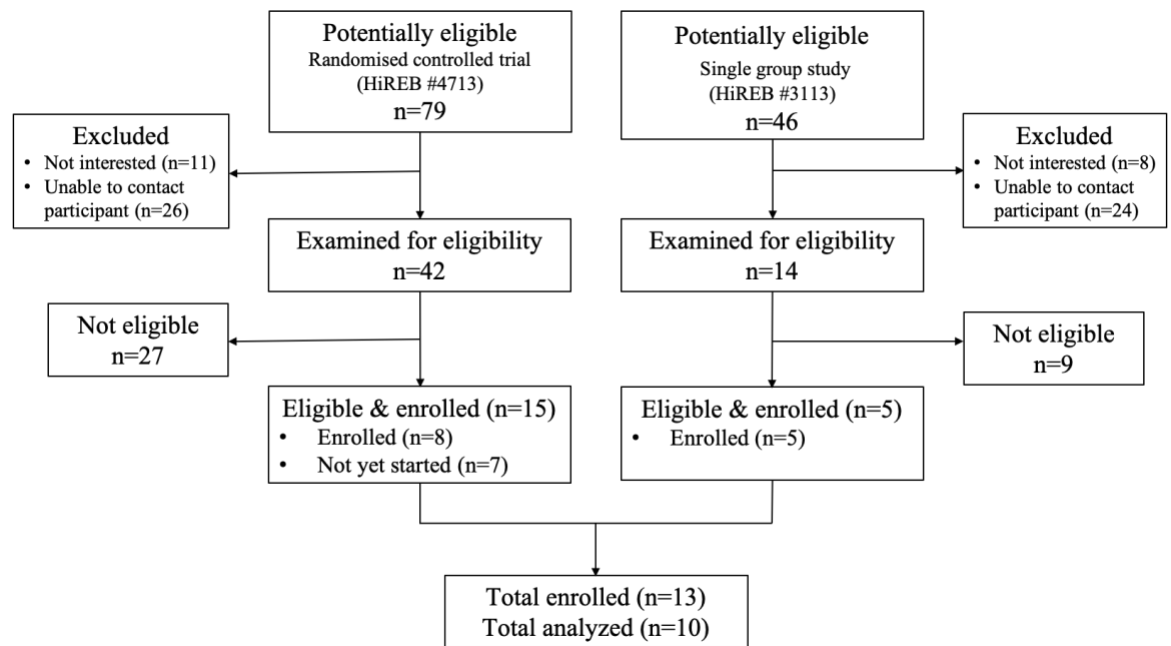 Potentially eligible
Randomised controlled trial
(HiREB #4713)
n=79
Potentially eligible
Single group study
(HiREB #3113)
n=46
Excluded
• Not interested (n=11)
• Unable to contact
participant (n=26)
Excluded
• Not interested (n=8)
• Unable to contact
participant (n=24)
Examined for eligibility
n=42
Examined for eligibility
n=14
Not eligible
n=27
Not eligible
n=9
Eligible & enrolled (n=15)
• Enrolled (n=8)
• Not yet started (n=7)
Eligible & enrolled (n=5)
• Enrolled (n=5)
Total enrolled (n=13)
Total analyzed (n=10)